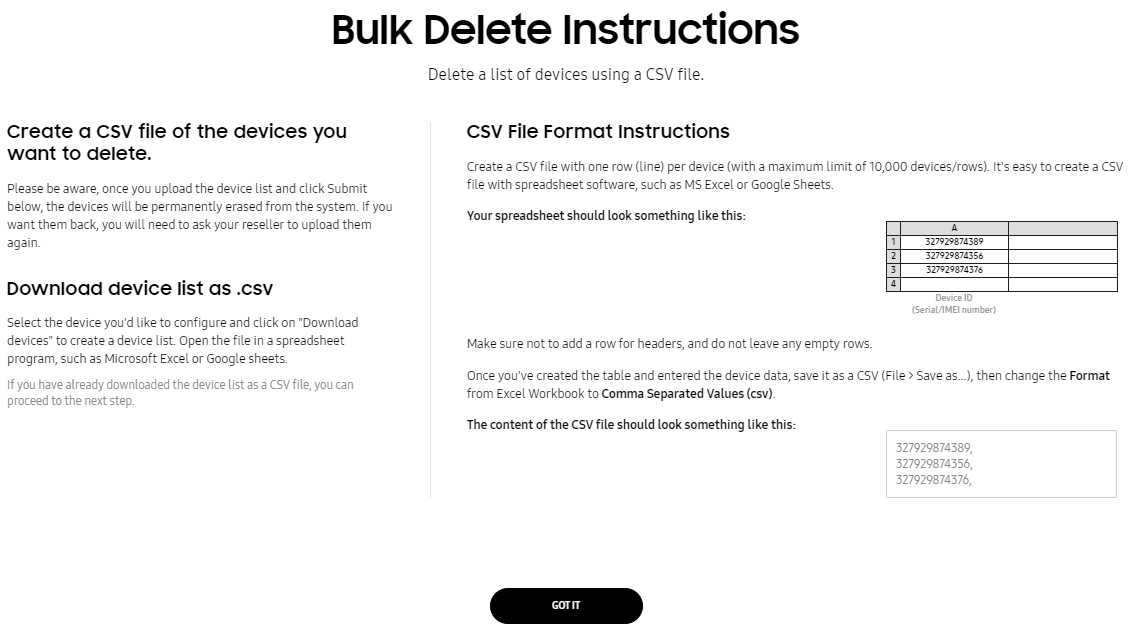 Bulk Delete Instructions
Delete a list of devices using a CSV file.
Create a CSV file of the devices you
want to delete.
Please be aware, once you upload the device list and click Submit
below, the devices will be permanently erased from the system. If you
want them back, you will need to ask your reseller to upload them
again.
Download device list as .csv
Select the device you'd like to configure and click on "Download
devices" to create a device list. Open the file in a spreadsheet
program, such as Microsoft Excel or Google sheets.
If you have already downloaded the device list as a CSV file, you can
proceed to the next step.
CSV File Format Instructions
Create a CSV file with one row (line) per device (with a maximum limit of 10,000 devices/rows). It's easy to create a CSV
file with spreadsheet software, such as MS Excel or Google Sheets.
Your spreadsheet should look something like this:
A
1 327929874389
2 327929874356
3 327929874376
4
Device ID
(Serial/IMEI number)
Make sure not to add a row for headers, and do not leave any empty rows.
Once you've created the table and entered the device data, save it as a CSV (File > Save as...), then change the Format
from Excel Workbook to Comma Separated Values (csv).
The content of the CSV file should look something like this:
327929874389,
327929874356,
327929874376,
GOT IT